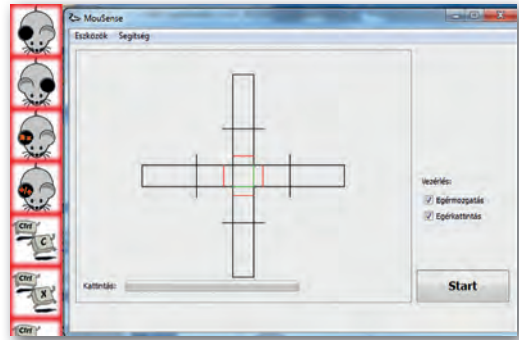 MouSense
Eszközök Segítség
Vezérlés:
Egérmozgatás
Egérkattintás
Kattintás:
Start
Ctrl
C
Ctrl
X
Ctrl